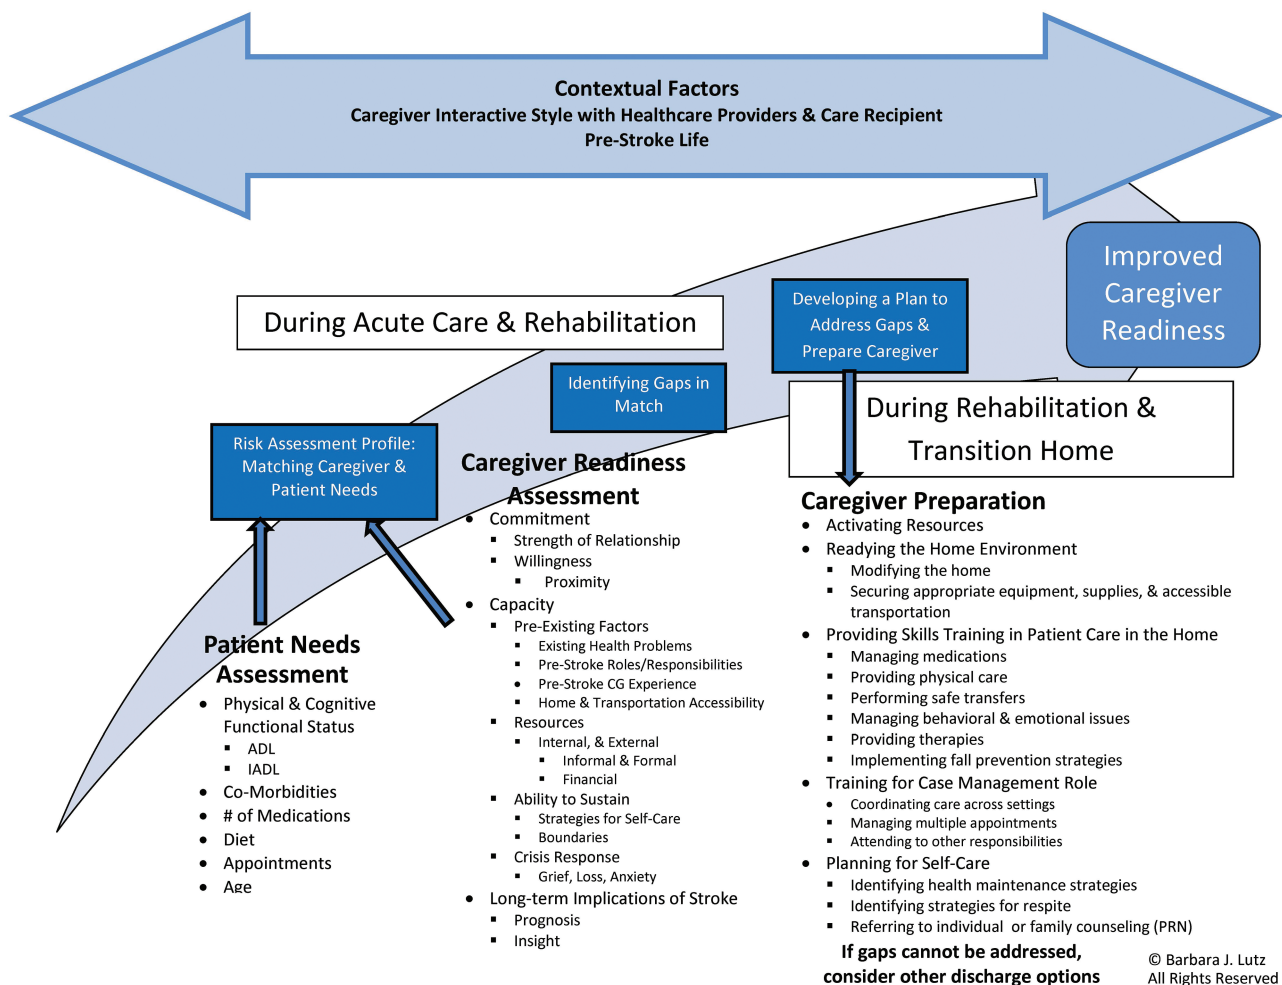 Contextual Factors
Caregiver Interactive Style with Healthcare Providers & Care Recipient
Pre-Stroke Life
Improved
Caregiver
Readiness
During Acute Care & Rehabilitation
Developing a Plan to
Address Gaps &
Prepare Caregiver
Identifying Gaps in
Match
During Rehabilitation &
Transition Home
Risk Assessment Profile:
Matching Caregiver &
Patient Needs
Patient Needs
Assessment
• Physical & Cognitive
Functional Status
▪ ADL
▪ IADL
• Co-Morbidities
• # of Medications
• Diet
• Appointments
• Age
Caregiver Readiness
Assessment
• Commitment
▪ Strength of Relationship
▪ Willingness
▪ Proximity
• Capacity
▪ Pre-Existing Factors
▪ Existing Health Problems
▪ Pre-Stroke Roles/Responsibilities
• Pre-Stroke CG Experience
▪ Home & Transportation Accessibility
▪ Resources
▪ Internal, & External
▪ Informal & Formal
▪ Financial
▪ Ability to Sustain
▪ Strategies for Self-Care
▪ Boundaries
▪ Crisis Response
▪ Grief, Loss, Anxiety
• Long-term Implications of Stroke
▪ Prognosis
▪ Insight
Caregiver Preparation
• Activating Resources
• Readying the Home Environment
▪ Modifying the home
▪ Securing appropriate equipment, supplies, & accessible
transportation
• Providing Skills Training in Patient Care in the Home
▪ Managing medications
▪ Providing physical care
▪ Performing safe transfers
▪ Managing behavioral & emotional issues
▪ Providing therapies
▪ Implementing fall prevention strategies
• Training for Case Management Role
• Coordinating care across settings
▪ Managing multiple appointments
▪ Attending to other responsibilities
• Planning for Self-Care
▪ Identifying health maintenance strategies
▪ Identifying strategies for respite
▪ Referring to individual or family counseling (PRN)
If gaps cannot be addressed,
consider other discharge options
© Barbara J. Lutz
All Rights Reserved